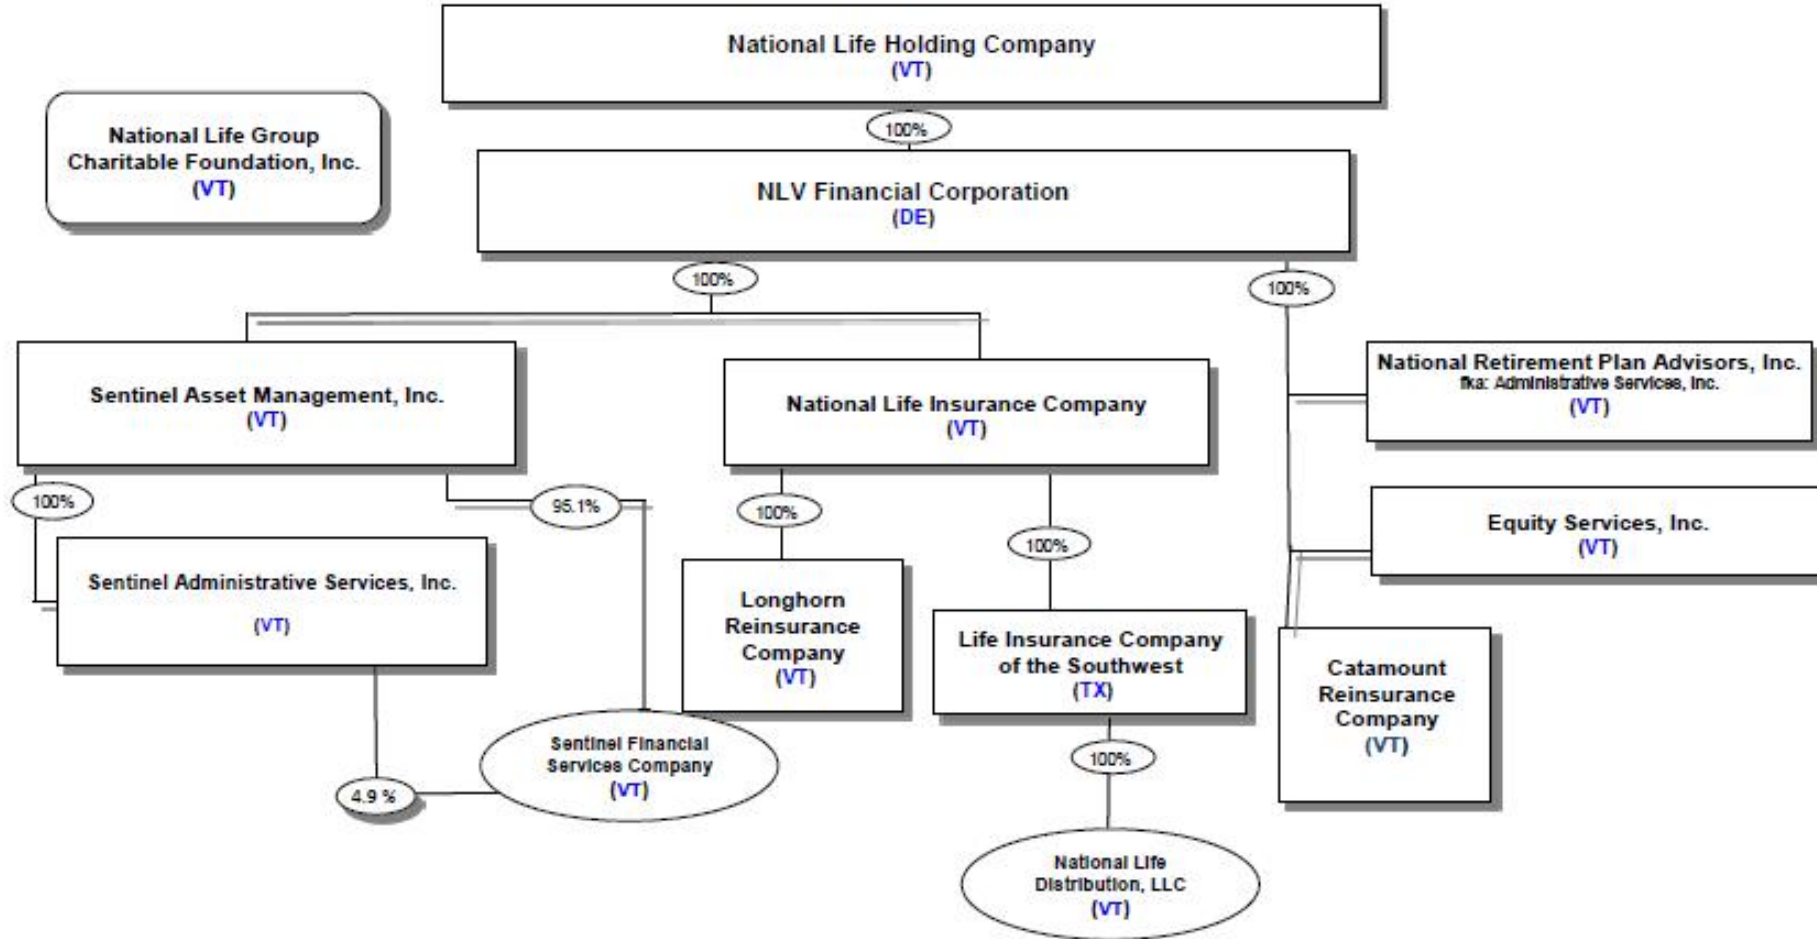 National Life Holding Company
(VT)
National Life Group
Charitable Foundation, Inc.
(VT)
100%
NLV Financial Corporation
(DE)
100%
100%
Sentinel Asset Management, Inc.
(VT)
National Life Insurance Company
(VT)
National Retirement Plan Advisors, Inc.
fka: Administrative Services, Inc.
(VT)
100%
95.1%
100%
100%
Equity Services, Inc.
(VT)
Sentinel Administrative Services, Inc.
(VT)
Longhorn
Reinsurance
Company
(VT)
Life Insurance Company
of the Southwest
(TX)
Catamount
Reinsurance
Company
(VT)
Sentinel Financial
Services Company
(VT)
4.9 %
100%
National Life
Distribution, LLC
(VT)